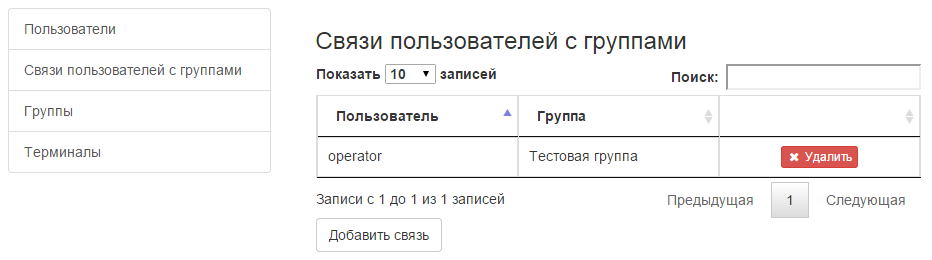 Пользователи
Связи пользователей с группами
Группы
Терминалы
Связи пользователей с группами
Показать 10 записей Поиск:
Пользователь Группа
operator Тестовая группа ✖ Удалить
Записи с 1 до 1 из 1 записей Предыдущая 1 Следующая
Добавить связь